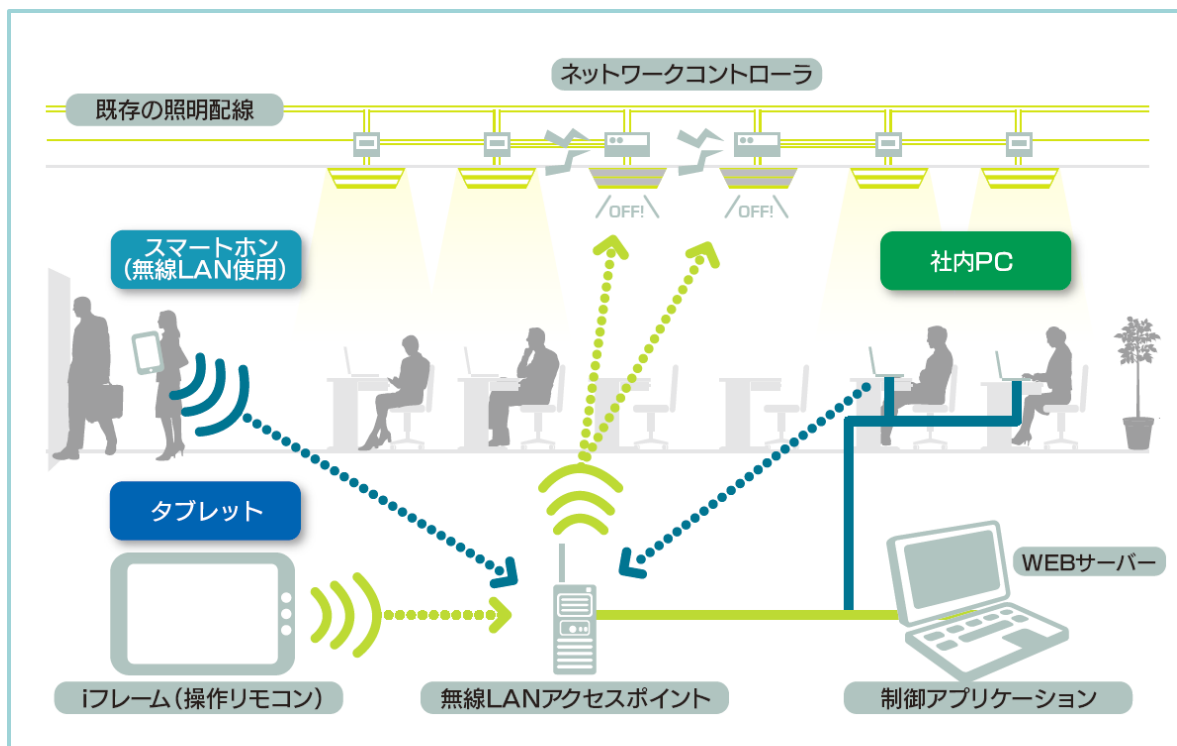 ネットワークコントローラ
既存の照明配線
OFF!
OFF!
スマートホン
(無線LAN使用)
社内PC
タブレット
WEBサーバー
iフレーム(操作リモコン)
無線LANアクセスポイント
制御アプリケーション